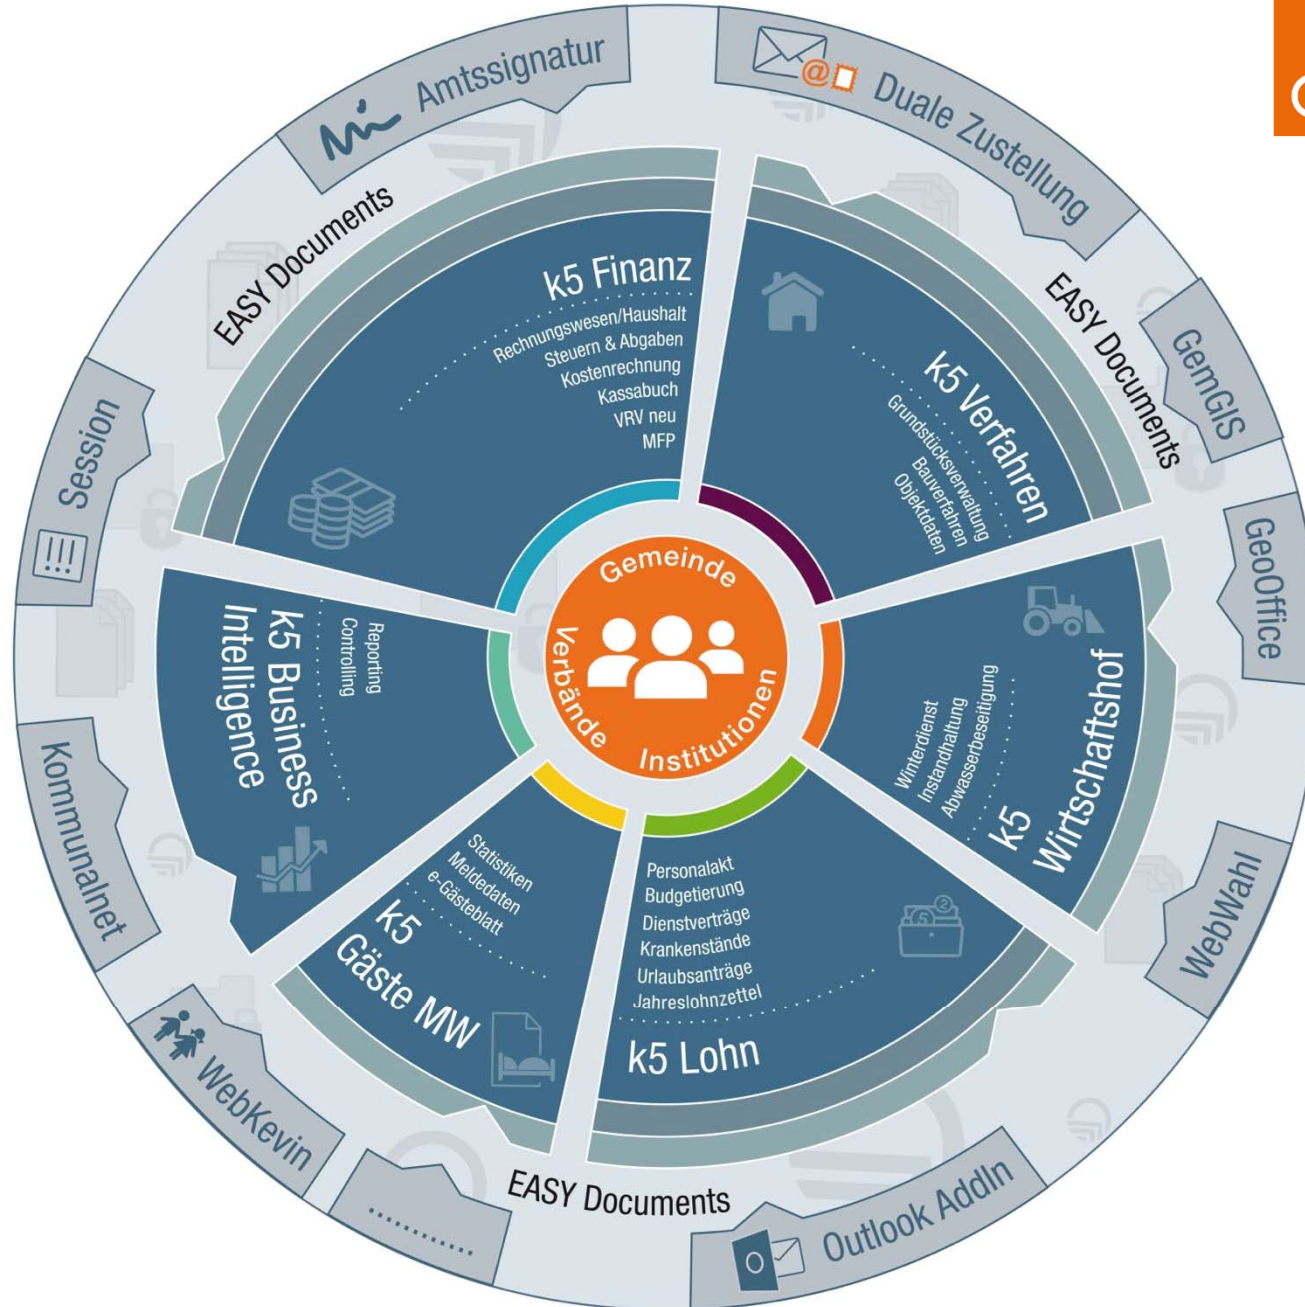 Amtssignatur
@ Duale Zustellung
EASY Documents
EASY Documents
GemGIS
GeoOffice
WebWahl
Outlook AddIn
EASY Documents
............
WebKevin
Kommunalnet
Session
k5 Finanz
Rechnungswesen/Haushalt
Steuern & Abgaben
Kostenrechnung
Kassabuch
VRV neu
MFP
k5 Verfahren
Grundstücksverwaltung
Bauverfahren
Objektdaten
k5
Wirtschaftshof
Abwasserbeseitigung
Instandhaltung
Winterdienst
Personalakt
Budgetierung
Dienstverträge
Krankenstände
Urlaubsanträge
Jahreslohnzettel
k5 Lohn
5
2
Statistiken
Meldedaten
e-Gästeblatt
k5
Gäste MW
k5 Business
Intelligence
Reporting
Controlling
Gemeinde
Verbände
Institutionen